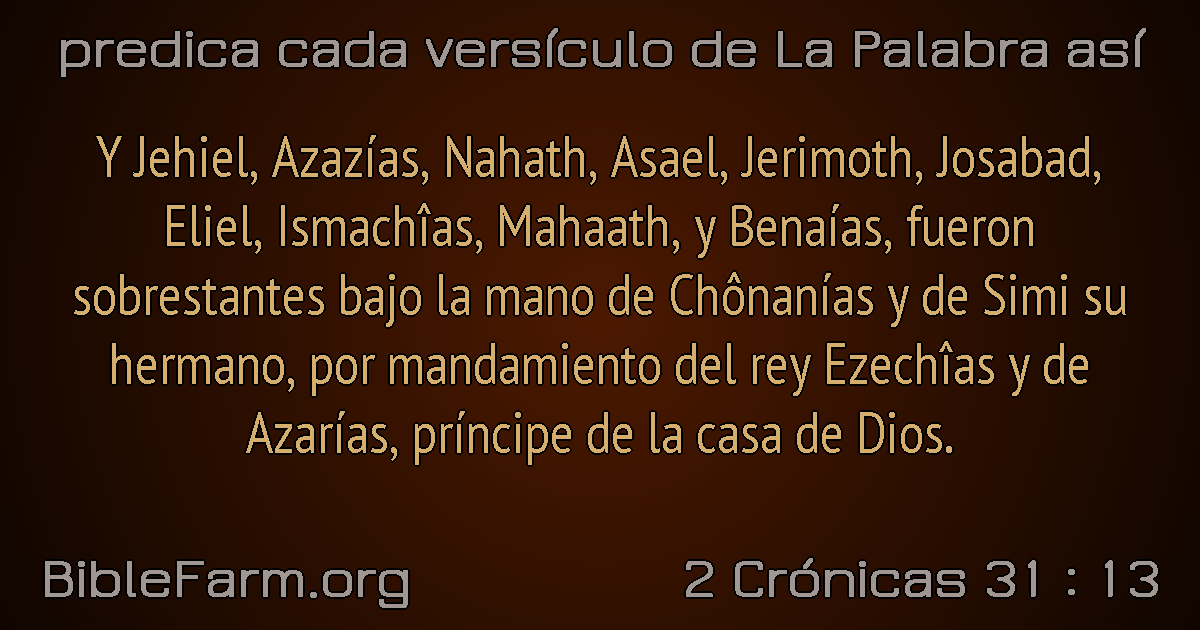 predica cada versículo de La Palabra así
Y Jehiel, Azazías, Nahath, Asael, Jerimoth, Josabad,
Eliel, Ismachîas, Mahaath, y Benaías, fueron
sobrestantes bajo la mano de Chônanías y de Simi su
hermano, por mandamiento del rey Ezechîas y de
Azarías, príncipe de la casa de Dios.
BibleFarm.org
2 Crónicas 31 : 13